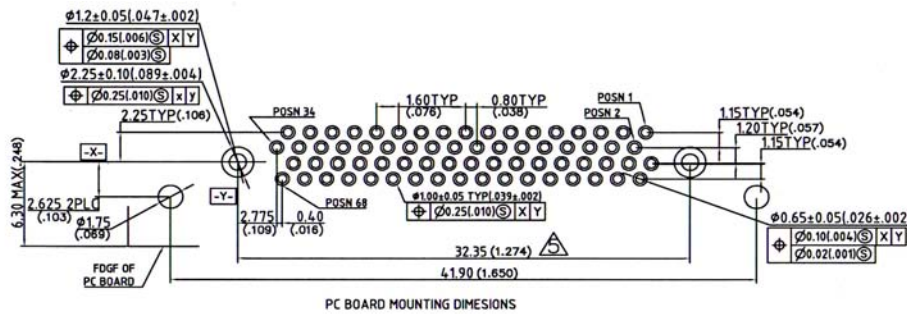 Ø1.2±0.05(.047±.002)
⌖ Ø0.15(.006)Ⓢ X Y
Ø0.08(.003)Ⓢ
Ø2.25±0.10(.089±.004)
⌖ Ø0.25(.010)Ⓢ X Y
2.25TYP(.106)
POSN 34
1.60TYP
(.076)
0.80TYP
(.038)
POSN 1
POSN 2
1.15TYP(.054)
1.20TYP(.057)
1.15TYP(.054)
-X-
6.30 MAX(.248)
2.625 2PLC
(.103)
Ø1.75
(.069)
-Y-
POSN 68
2.775
(.109)
0.40
(.016)
Ø1.00±0.05 TYP(.039±.002)
⌖ Ø0.25(.010)Ⓢ X Y
Ø0.65±0.05(.026±.002
⌖ Ø0.10(.004)Ⓢ X Y
Ø0.02(.001)Ⓢ
32.35 (1.274) 5
41.90 (1.650)
FDGF OF
PC BOARD
PC BOARD MOUNTING DIMESIONS